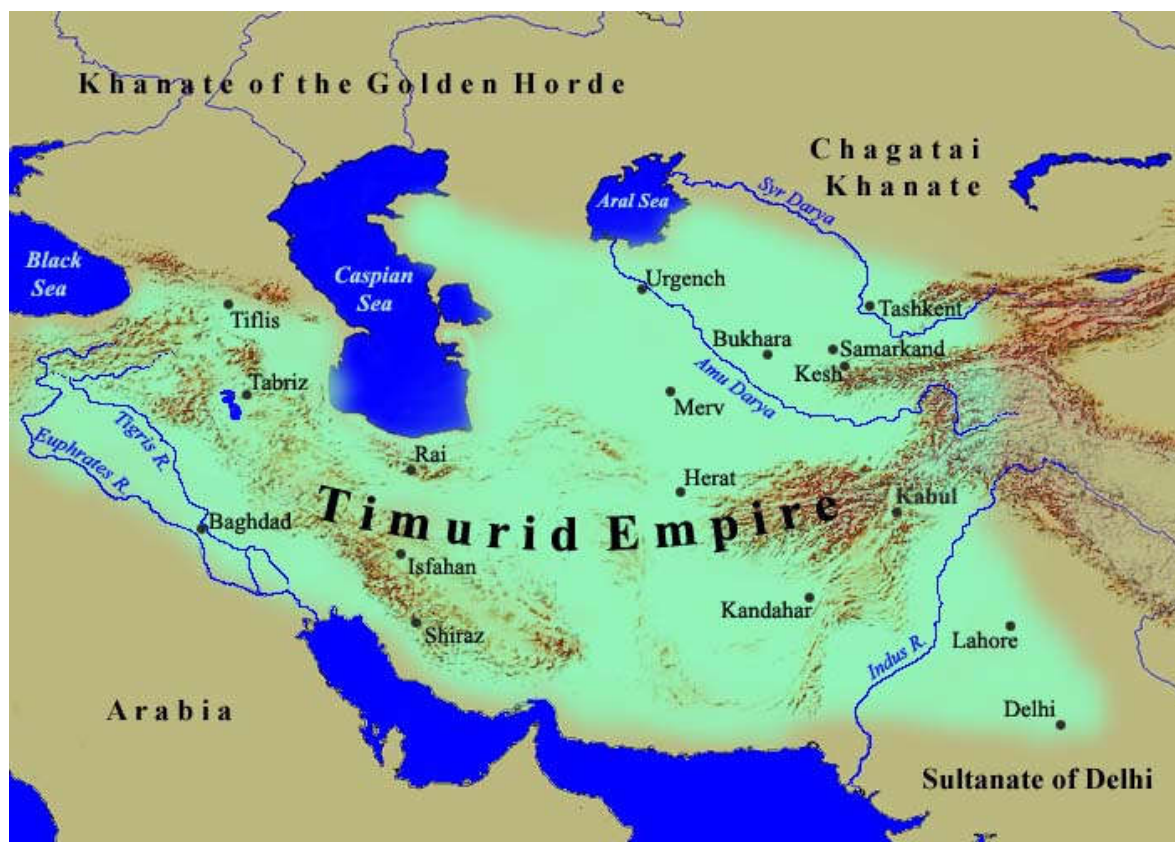 Khanate of the Golden Horde
Chagatai
Khanate
Syr Darya
Aral Sea
Black
Sea
Caspian
Sea
Urgench
Tiflis
Tashkent
Bukhara
Samarkand
Kesh
Tabriz
Merv
Amu Darya
Tigris R.
Euphrates R.
Rai
Herat
Timurid Empire
Kabul
Baghdad
Isfahan
Kandahar
Shiraz
Lahore
Indus R.
Arabia
Delhi
Sultanate of Delhi